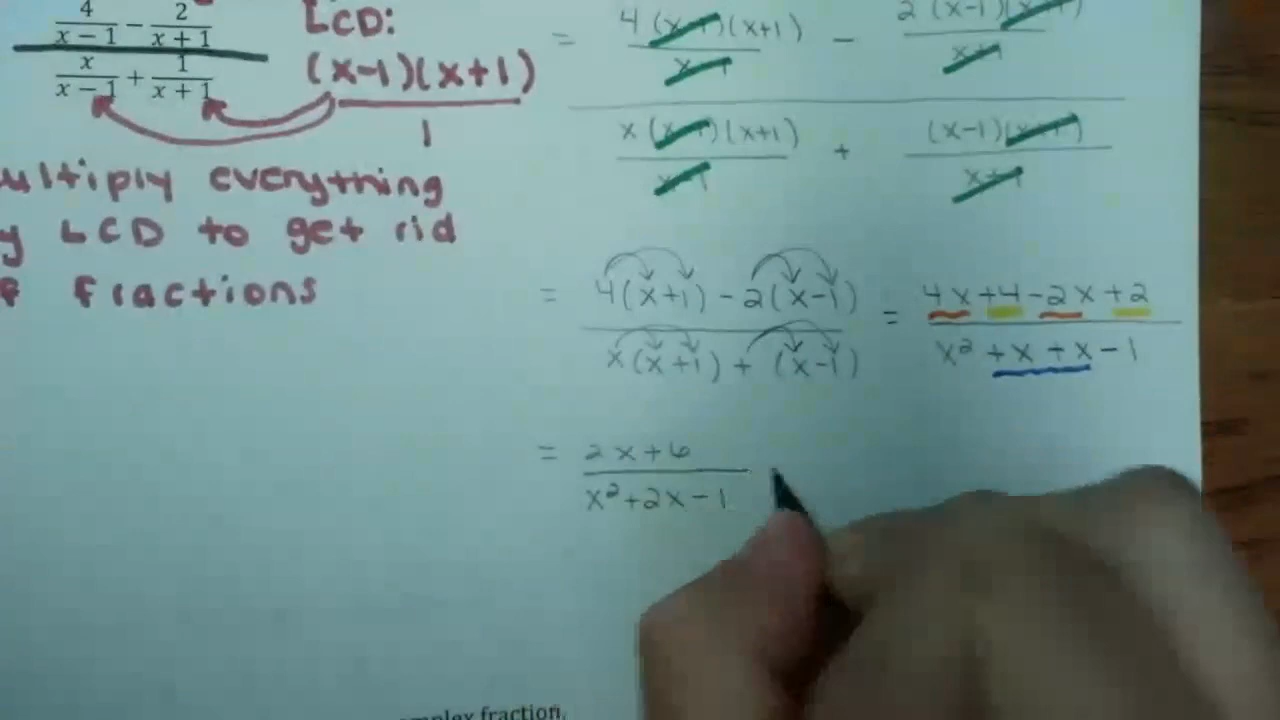 4/(x − 1) − 2/(x + 1)
x/(x − 1) + 1/(x + 1)
LCD:
(x-1)(x+1)
1
ultiply everything
y LCD to get rid
f fractions
= 4(x-1)(x+1)/(x-1) − 2(x-1)(x+1)/(x+1)
x(x-1)(x+1)/(x-1) + (x-1)(x+1)/(x+1)
= 4(x+1) − 2(x-1)
x(x+1) + (x-1)
= 4x+4-2x+2
x² +x+x-1
= 2x+6
x²+2x-1
mplex fraction.